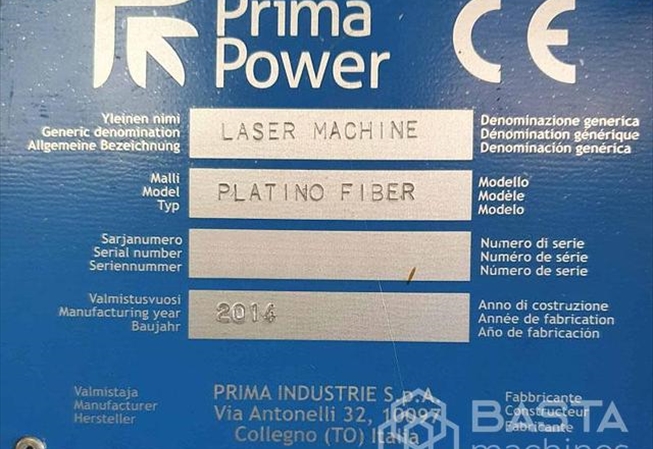 Prima
Power
CE
Yleinen nimi
Generic denomination
Allgemeine Bezeichnung
LASER MACHINE
Denominazione generica
Dénomination générique
Denominación genérica
Malli
Model
Typ
PLATINO FIBER
Modello
Modèle
Modelo
Sarjanumero
Serial number
Seriennummer
Numero di serie
Numéro de série
Número de serie
Valmistusvuosi
Manufacturing year
Baujahr
2014
Anno di costruzione
Année de fabrication
Año de fabricación
Valmistaja
Manufacturer
Hersteller
PRIMA INDUSTRIE S.p.A.
Via Antonelli 32, 10097
Collegno (TO) Italia
Fabbricante
Constructeur
Fabricante
BASTA
machines